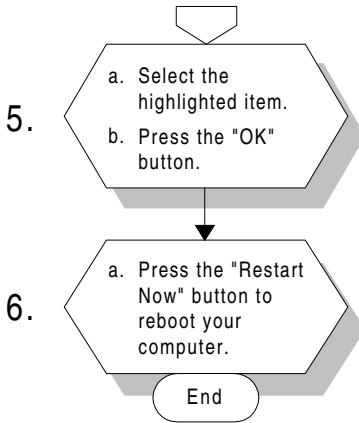 5.
a. Select the
highlighted item.
b. Press the "OK"
button.
6.
a. Press the "Restart
Now" button to
reboot your
computer.
End